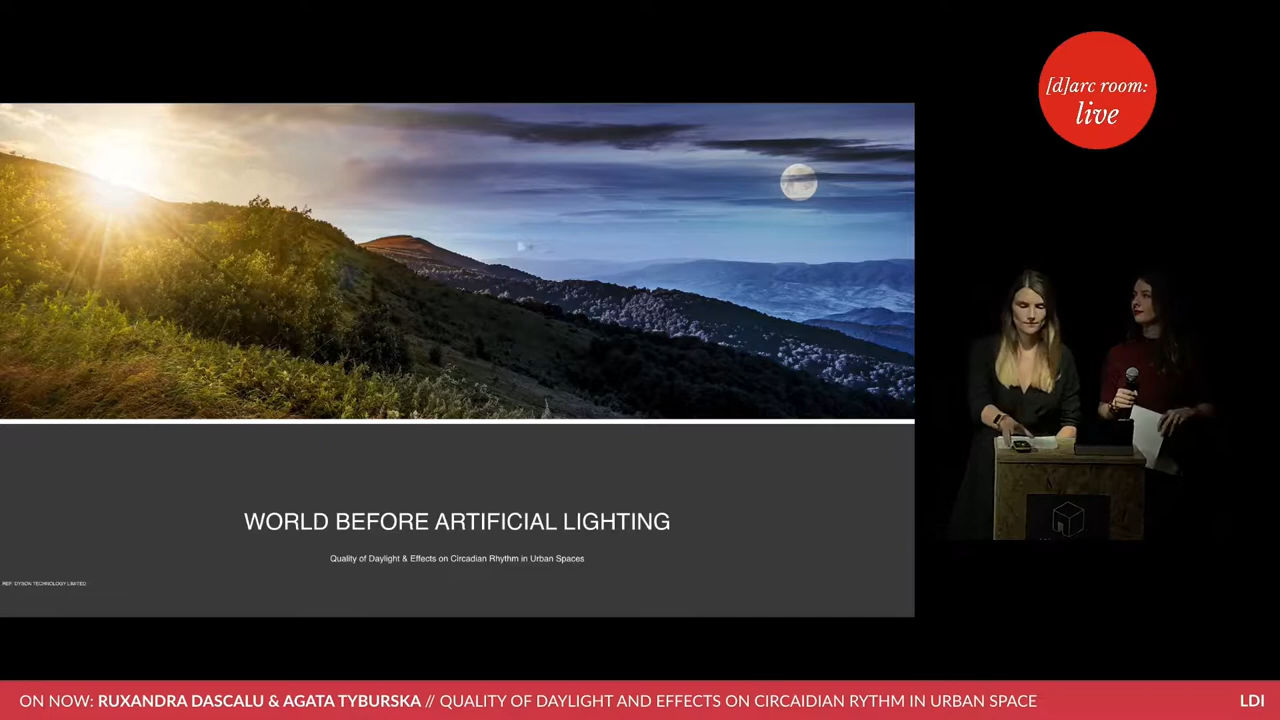 [d]arc room:
live
WORLD BEFORE ARTIFICIAL LIGHTING
Quality of Daylight & Effects on Circadian Rhythm in Urban Spaces
REF: DYSON TECHNOLOGY LIMITED
ON NOW: RUXANDRA DASCALU & AGATA TYBURSKA // QUALITY OF DAYLIGHT AND EFFECTS ON CIRCAIDIAN RYTHM IN URBAN SPACE
LDI